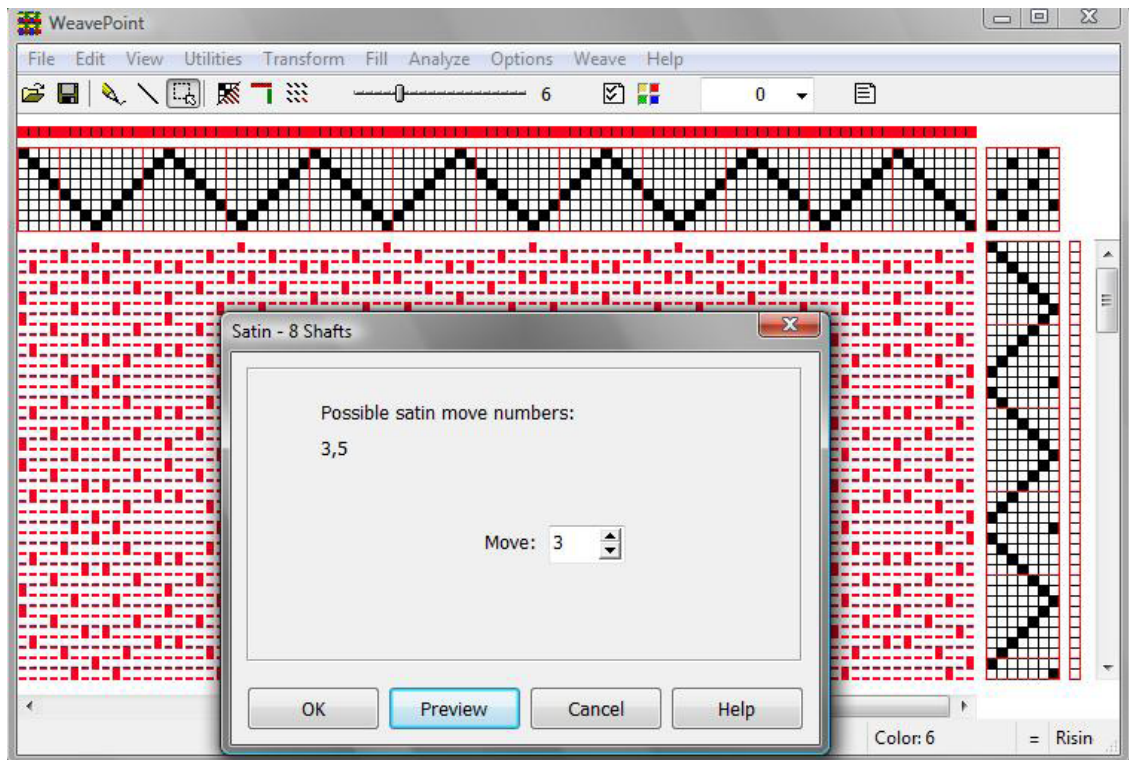 WeavePoint
File Edit View Utilities Transform Fill Analyze Options Weave Help
6
0
Satin - 8 Shafts
Possible satin move numbers:
3,5
Move: 3
OK Preview Cancel Help
Color: 6 = Risin